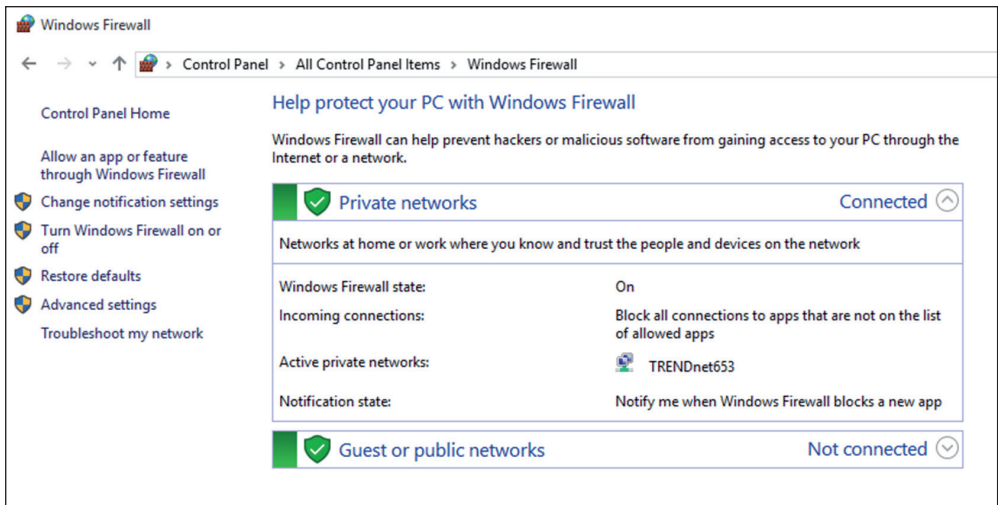 Windows Firewall
Control Panel > All Control Panel Items > Windows Firewall
Control Panel Home
Allow an app or feature
through Windows Firewall
Change notification settings
Turn Windows Firewall on or
off
Restore defaults
Advanced settings
Troubleshoot my network
Help protect your PC with Windows Firewall
Windows Firewall can help prevent hackers or malicious software from gaining access to your PC through the
Internet or a network.
Private networks Connected
Networks at home or work where you know and trust the people and devices on the network
Windows Firewall state: On
Incoming connections: Block all connections to apps that are not on the list
of allowed apps
Active private networks: TRENDnet653
Notification state: Notify me when Windows Firewall blocks a new app
Guest or public networks Not connected